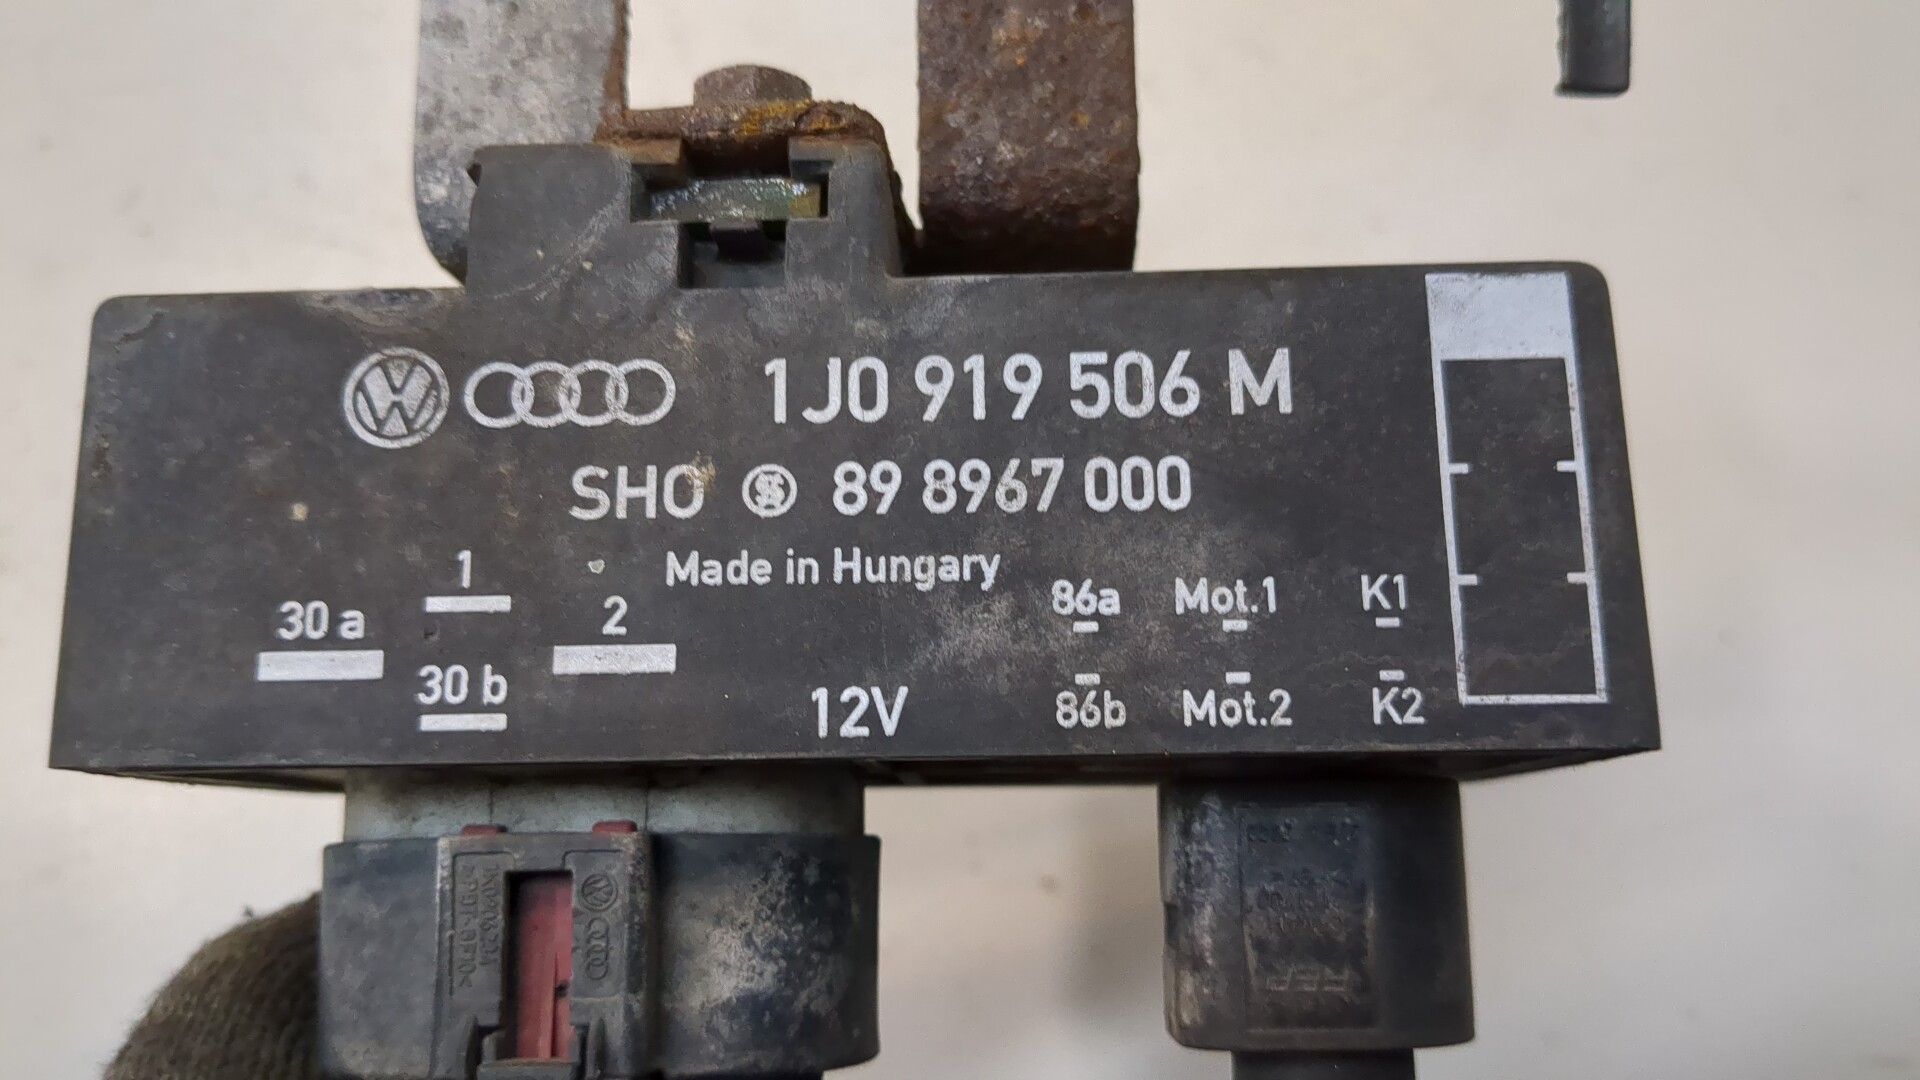 1J0 919 506 M
SHO 89 8967 000
Made in Hungary
1
30 a
2
30 b
12V
86a Mot.1 K1
86b Mot.2 K2